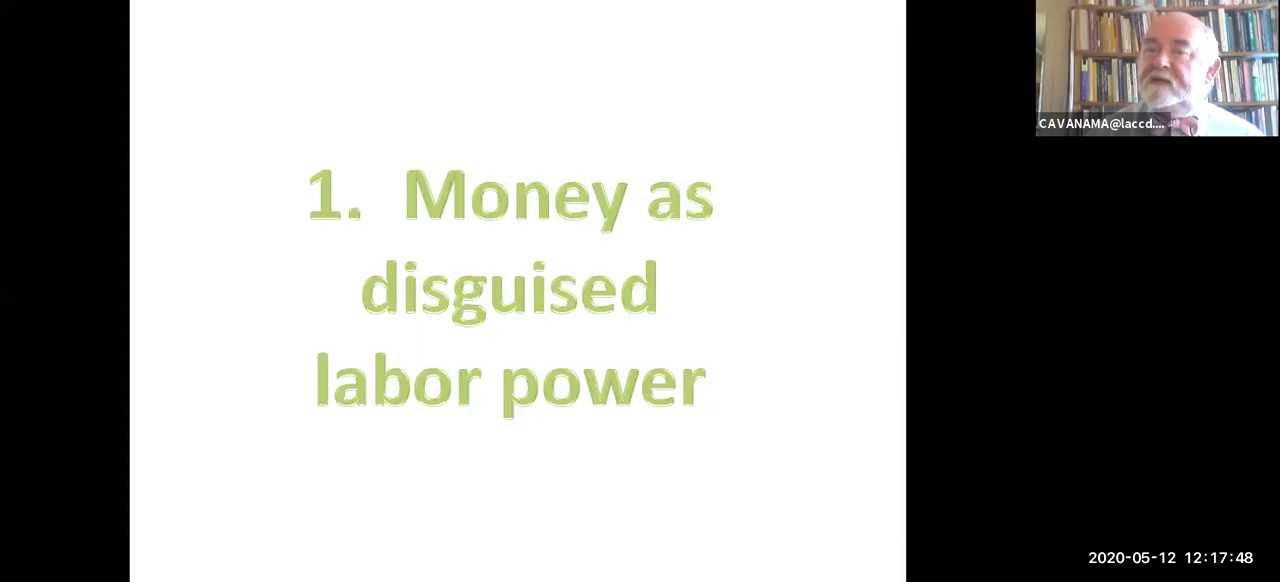 1. Money as
disguised
labor power
CAVANAMA@laccd....
2020-05-12 12:17:48